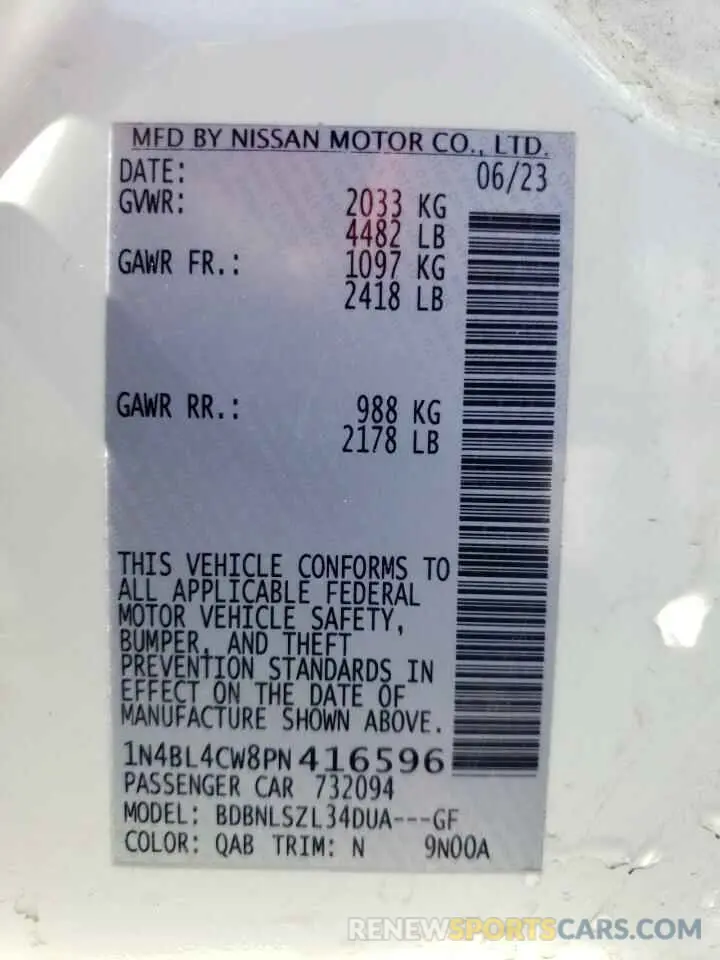 MFD BY NISSAN MOTOR CO., LTD.
DATE: 06/23
GVWR: 2033 KG
4482 LB
GAWR FR.: 1097 KG
2418 LB
GAWR RR.: 988 KG
2178 LB
THIS VEHICLE CONFORMS TO
ALL APPLICABLE FEDERAL
MOTOR VEHICLE SAFETY,
BUMPER, AND THEFT
PREVENTION STANDARDS IN
EFFECT ON THE DATE OF
MANUFACTURE SHOWN ABOVE.
1N4BL4CW8PN416596
PASSENGER CAR 732094
MODEL: BDBNLSZL34DUA---GF
COLOR: QAB TRIM: N 9N00A
RENEWSPORTSCARS.COM